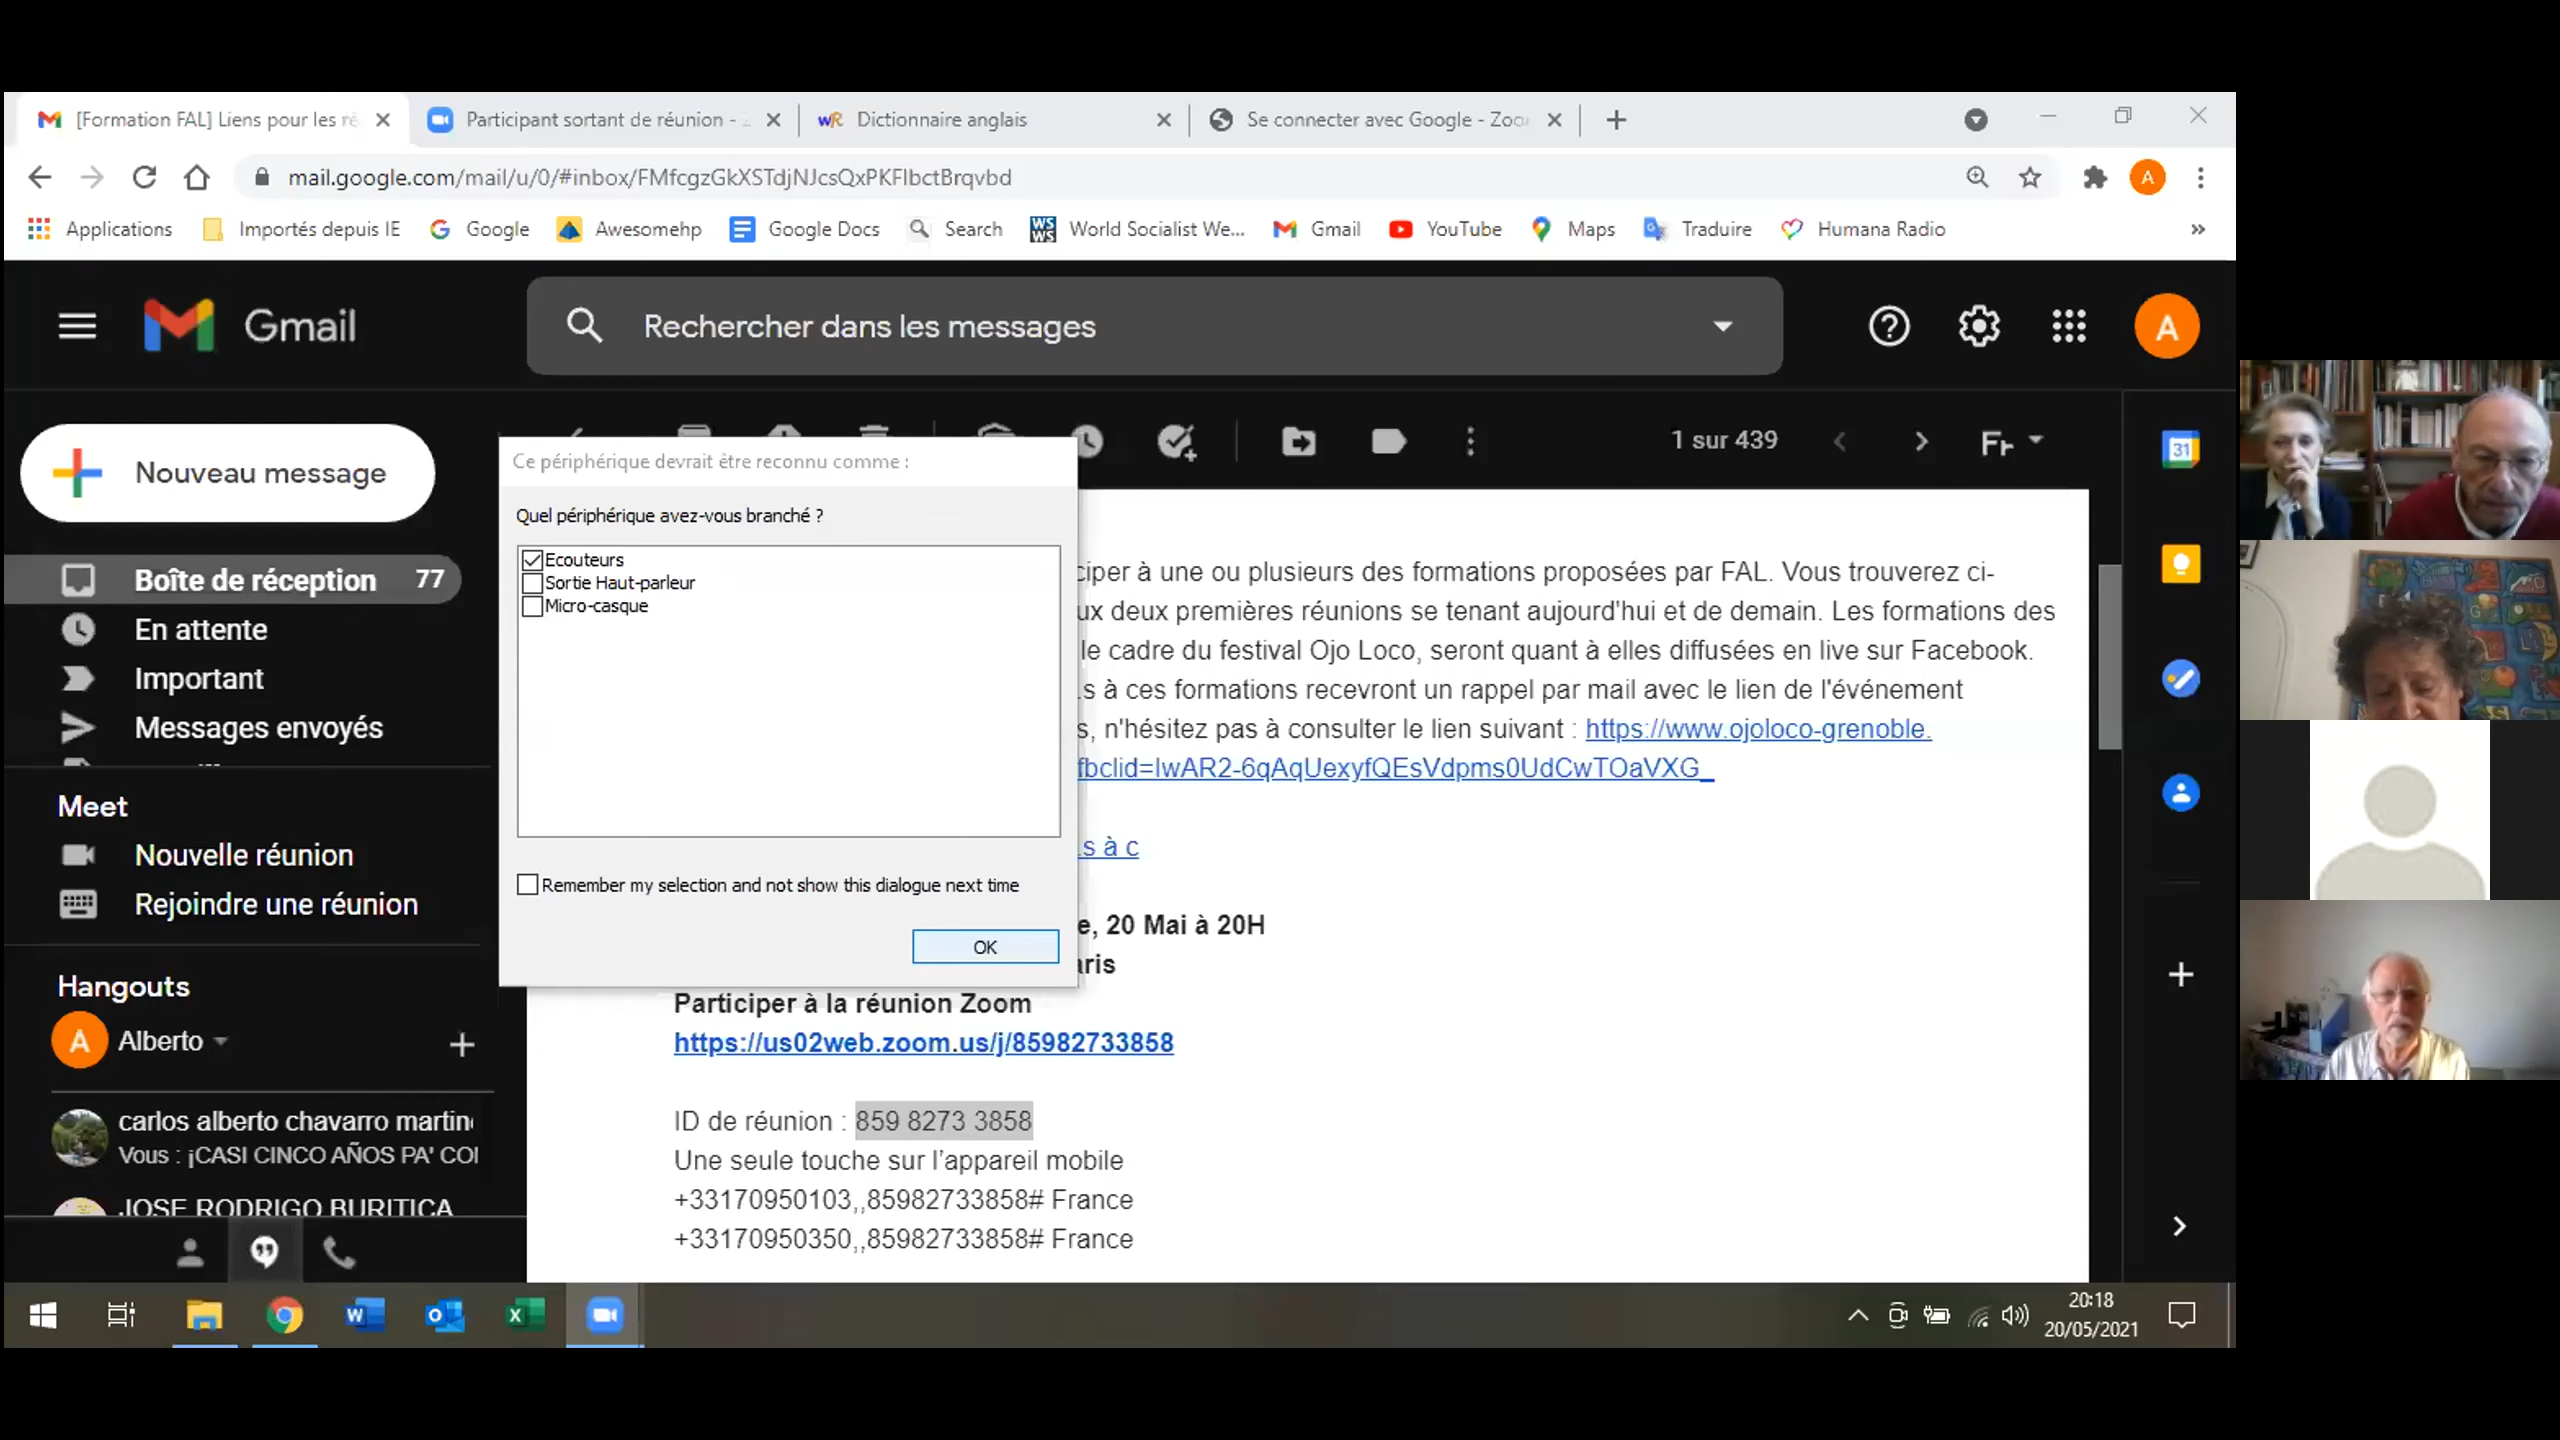 [Formation FAL] Liens pour les ré
Participant sortant de réunion -
Dictionnaire anglais
Se connecter avec Google - Zoo
mail.google.com/mail/u/0/#inbox/FMfcgzGkXSTdjNJcsQxPKFlbctBrqvbd
A
Applications
Importés depuis IE
Google
Awesomehp
Google Docs
Search
World Socialist We...
Gmail
YouTube
Maps
Traduire
Humana Radio
»
Gmail
Rechercher dans les messages
A
Nouveau message
1 sur 439
Fr
31
Boîte de réception 77
En attente
Important
Messages envoyés
Meet
Nouvelle réunion
Rejoindre une réunion
Hangouts
A
Alberto
carlos alberto chavarro martin
Vous : ¡CASI CINCO AÑOS PA' CO
JOSE RODRIGO BURITICA
Ce périphérique devrait être reconnu comme :
Quel périphérique avez-vous branché ?
Ecouteurs
Sortie Haut-parleur
Micro-casque
Remember my selection and not show this dialogue next time
OK
ciper à une ou plusieurs des formations proposées par FAL. Vous trouverez ci-
ux deux premières réunions se tenant aujourd'hui et de demain. Les formations des
le cadre du festival Ojo Loco, seront quant à elles diffusées en live sur Facebook.
s à ces formations recevront un rappel par mail avec le lien de l'événement
s, n'hésitez pas à consulter le lien suivant : https://www.ojoloco-grenoble.
fbclid=IwAR2-6qAqUexyfQEsVdpms0UdCwTOaVXG_
s à c
e, 20 Mai à 20H
aris
Participer à la réunion Zoom
https://us02web.zoom.us/j/85982733858
ID de réunion : 859 8273 3858
Une seule touche sur l'appareil mobile
+33170950103,,85982733858# France
+33170950350,,85982733858# France
20:18
20/05/2021